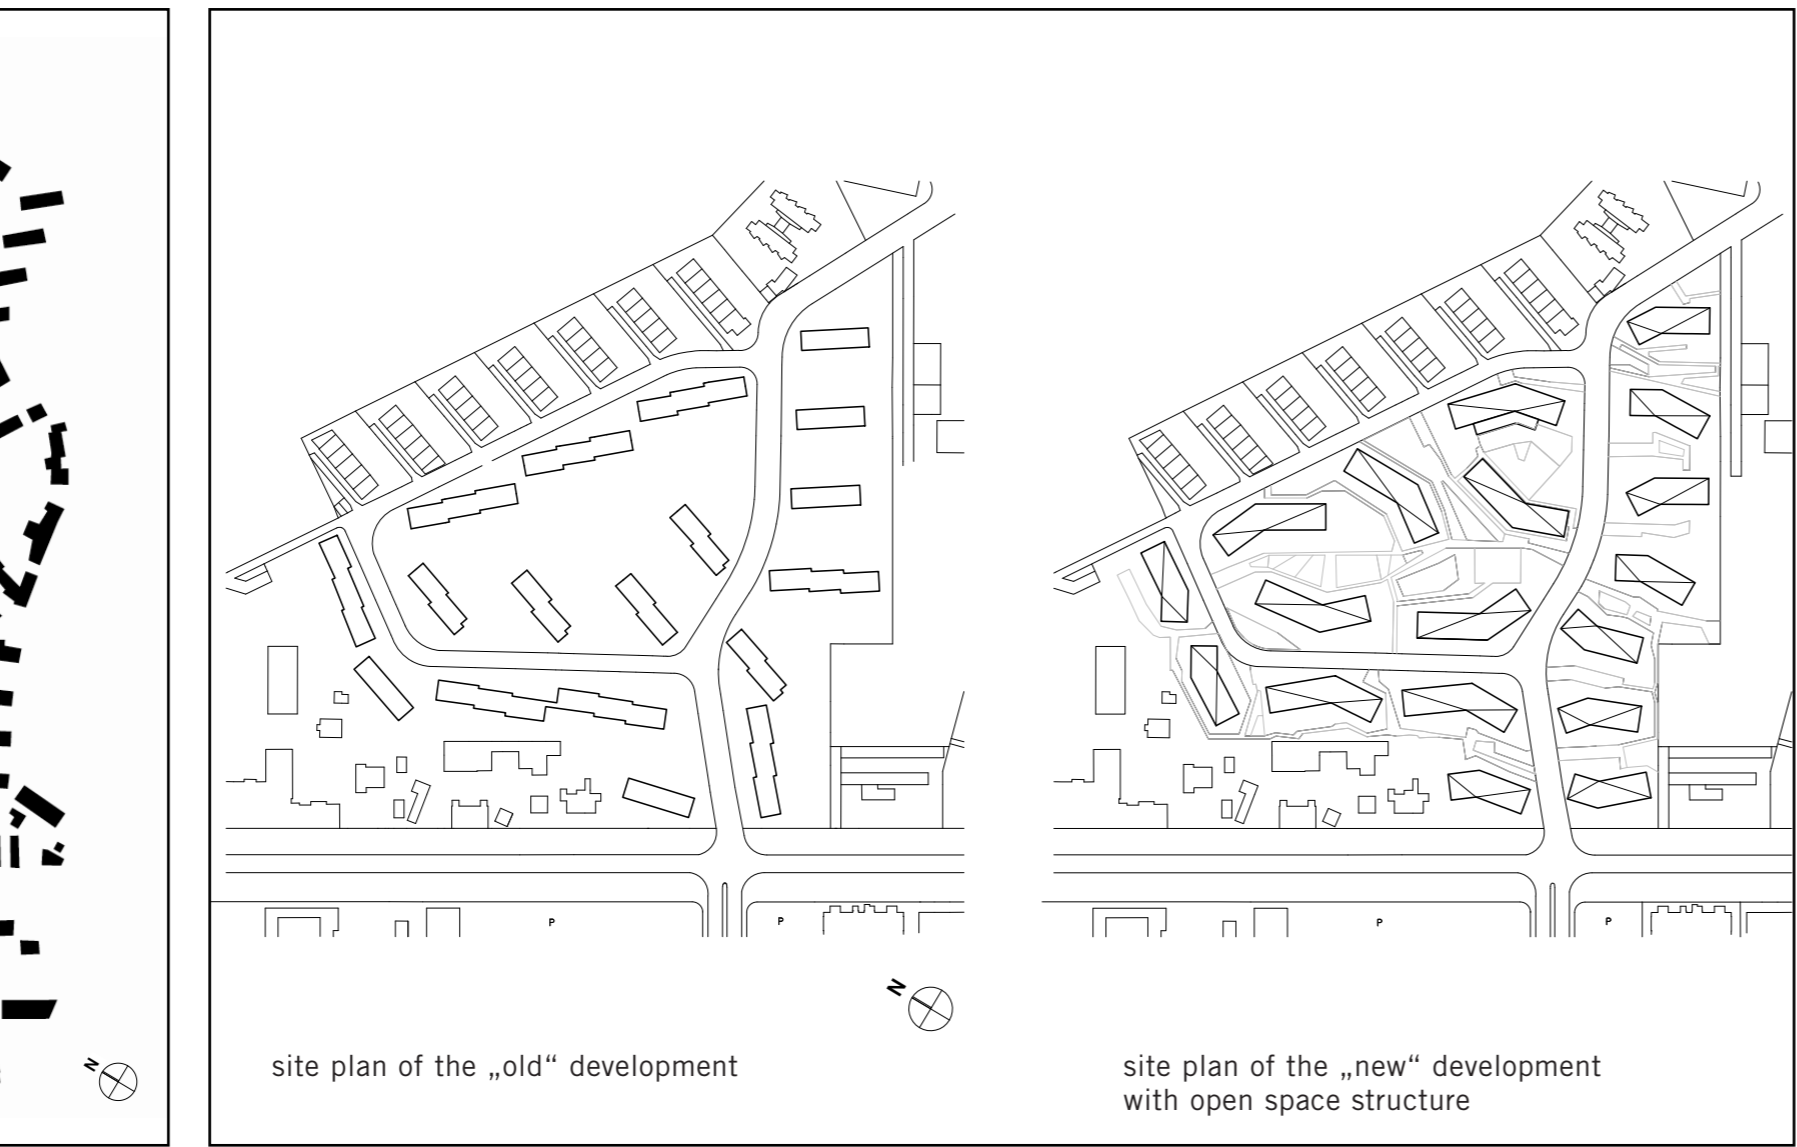 P
P
P
P
N
N
site plan of the „old“ development
site plan of the „new“ development
with open space structure